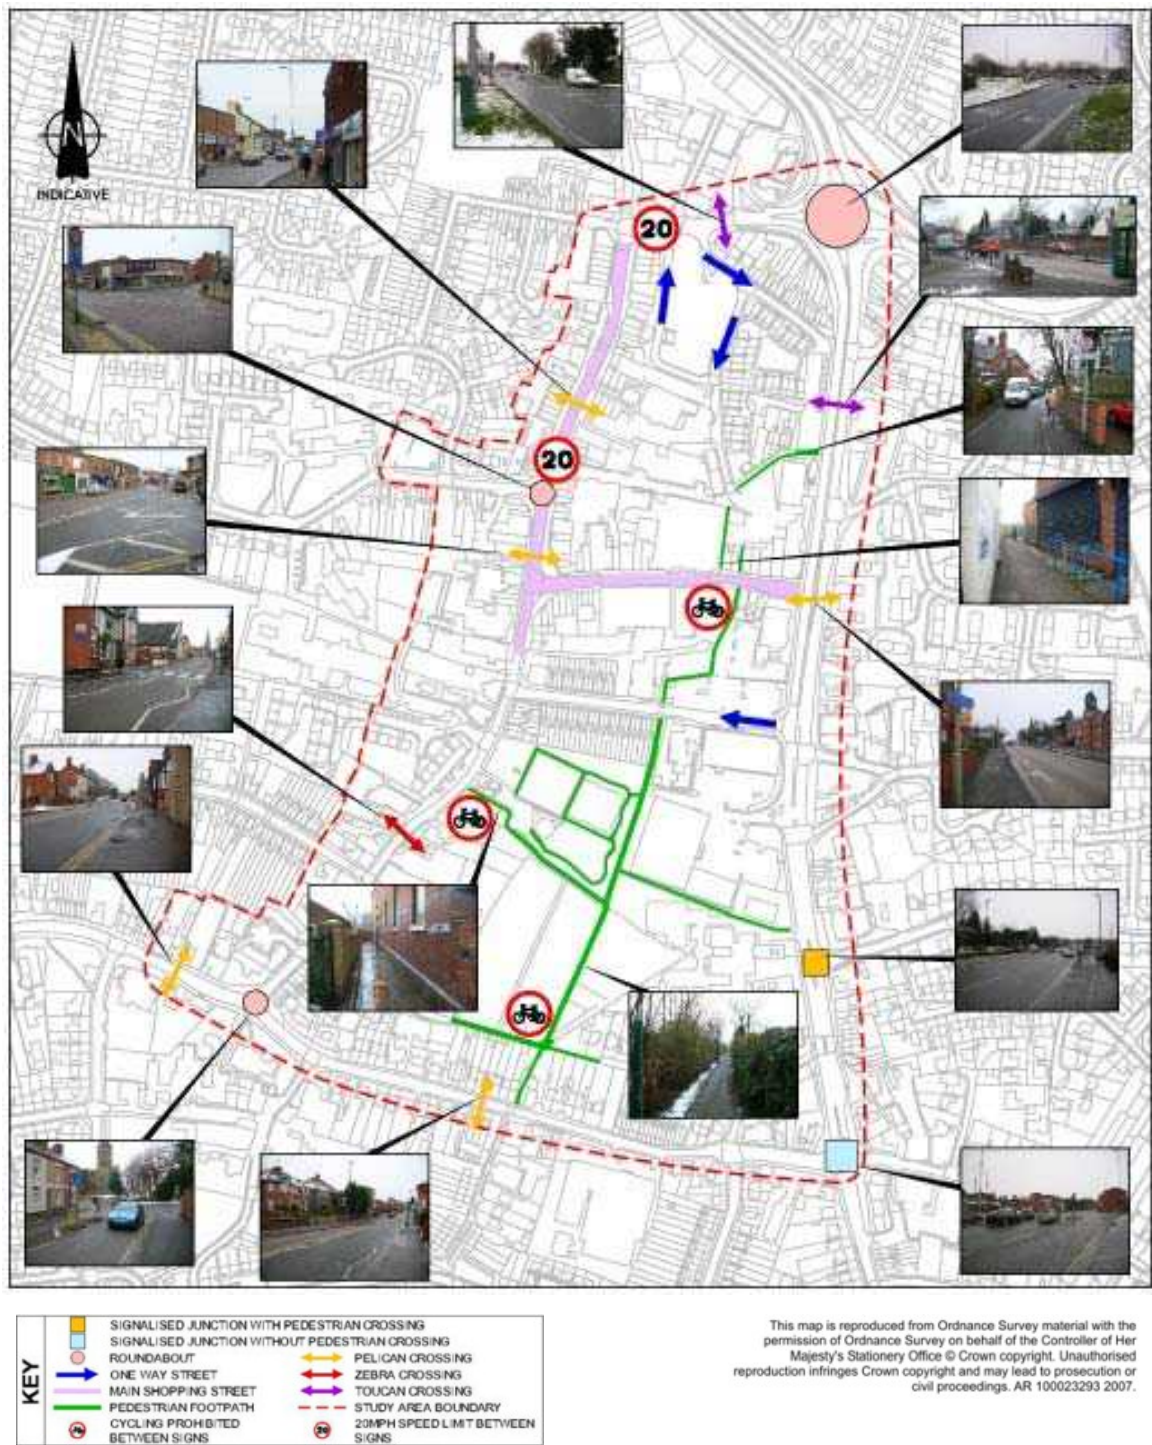 N
INDICATIVE
20
20
KEY
SIGNALISED JUNCTION WITH PEDESTRIAN CROSSING
SIGNALISED JUNCTION WITHOUT PEDESTRIAN CROSSING
ROUNDABOUT
ONE WAY STREET
MAIN SHOPPING STREET
PEDESTRIAN FOOTPATH
CYCLING PROHIBITED
BETWEEN SIGNS
PELICAN CROSSING
ZEBRA CROSSING
TOUCAN CROSSING
STUDY AREA BOUNDARY
20
20MPH SPEED LIMIT BETWEEN
SIGNS
This map is reproduced from Ordnance Survey material with the
permission of Ordnance Survey on behalf of the Controller of Her
Majesty's Stationery Office © Crown copyright. Unauthorised
reproduction infringes Crown copyright and may lead to prosecution or
civil proceedings. AR 100023293 2007.